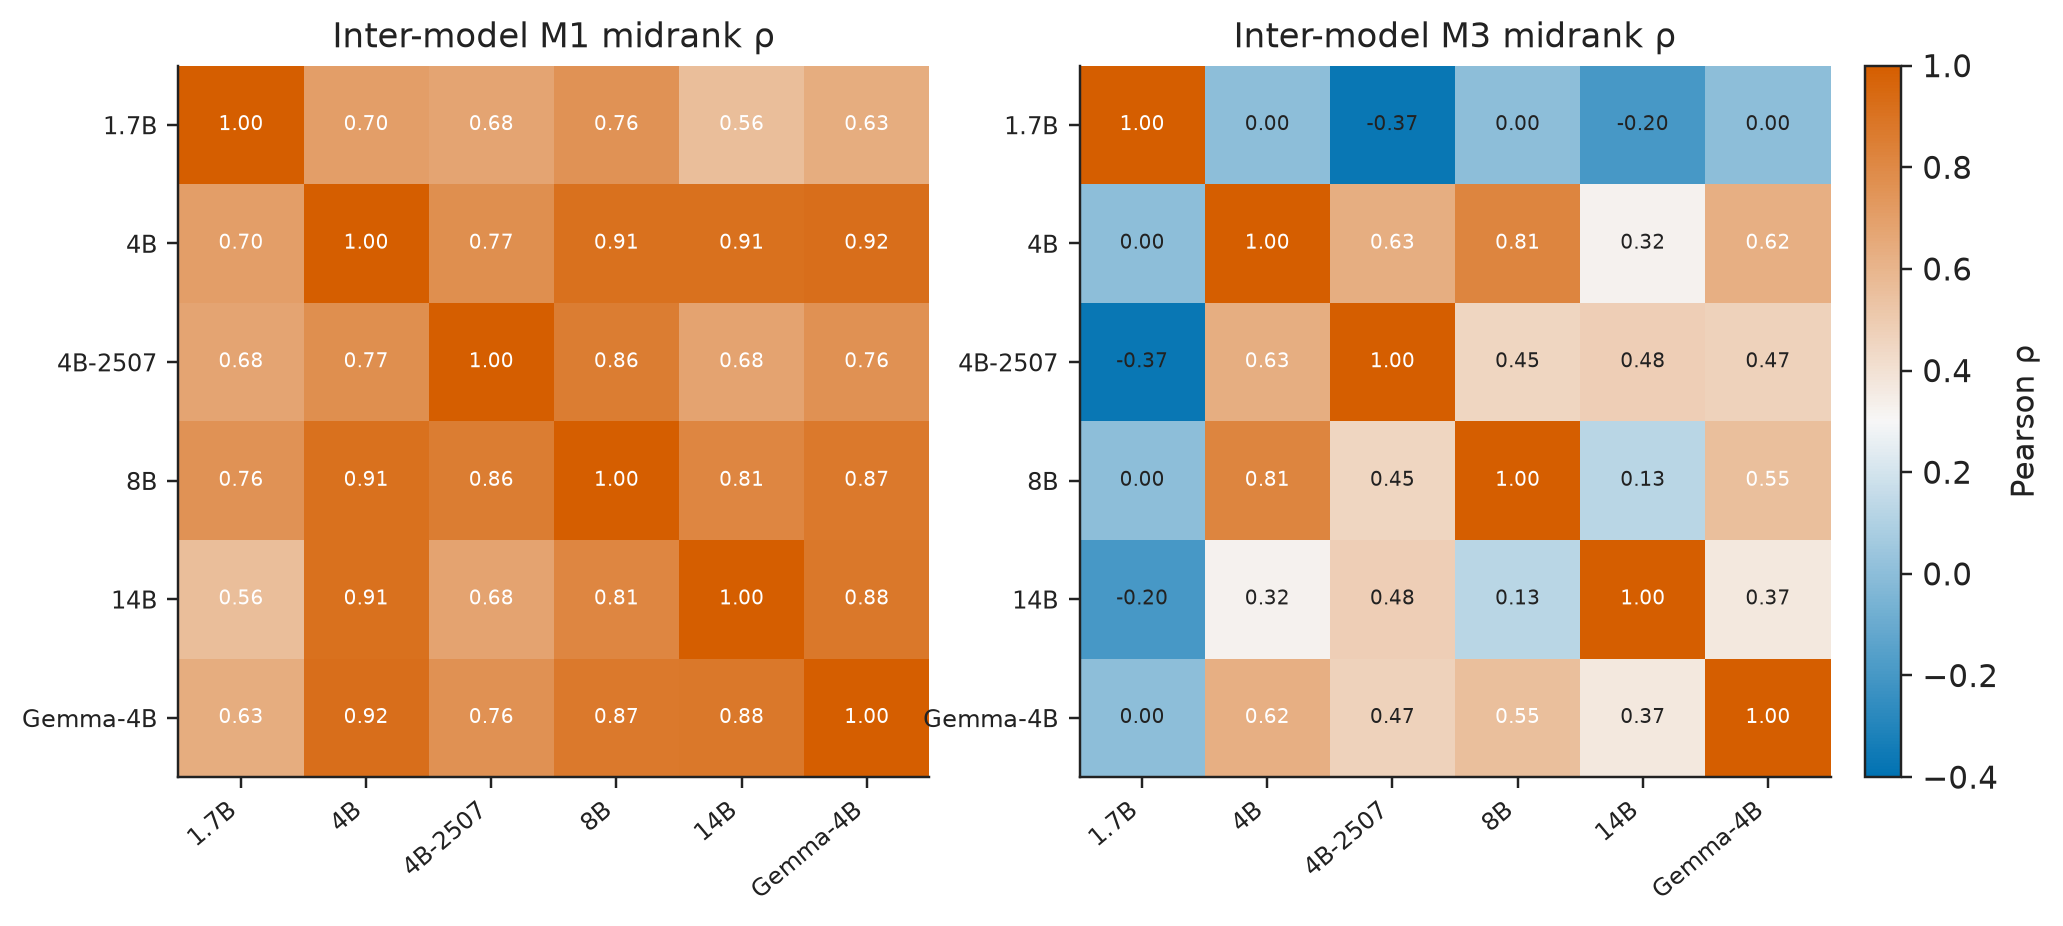 Inter-model M1 midrank ρ
1.7B 1.00 0.70 0.68 0.76 0.56 0.63
4B 0.70 1.00 0.77 0.91 0.91 0.92
4B-2507 0.68 0.77 1.00 0.86 0.68 0.76
8B 0.76 0.91 0.86 1.00 0.81 0.87
14B 0.56 0.91 0.68 0.81 1.00 0.88
Gemma-4B 0.63 0.92 0.76 0.87 0.88 1.00
1.7B 4B 4B-2507 8B 14B Gemma-4B
Inter-model M3 midrank ρ
1.7B 1.00 0.00 -0.37 0.00 -0.20 0.00
4B 0.00 1.00 0.63 0.81 0.32 0.62
4B-2507 -0.37 0.63 1.00 0.45 0.48 0.47
8B 0.00 0.81 0.45 1.00 0.13 0.55
14B -0.20 0.32 0.48 0.13 1.00 0.37
Gemma-4B 0.00 0.62 0.47 0.55 0.37 1.00
1.7B 4B 4B-2507 8B 14B Gemma-4B
1.0
0.8
0.6
0.4
0.2
0.0
−0.2
−0.4
Pearson ρ